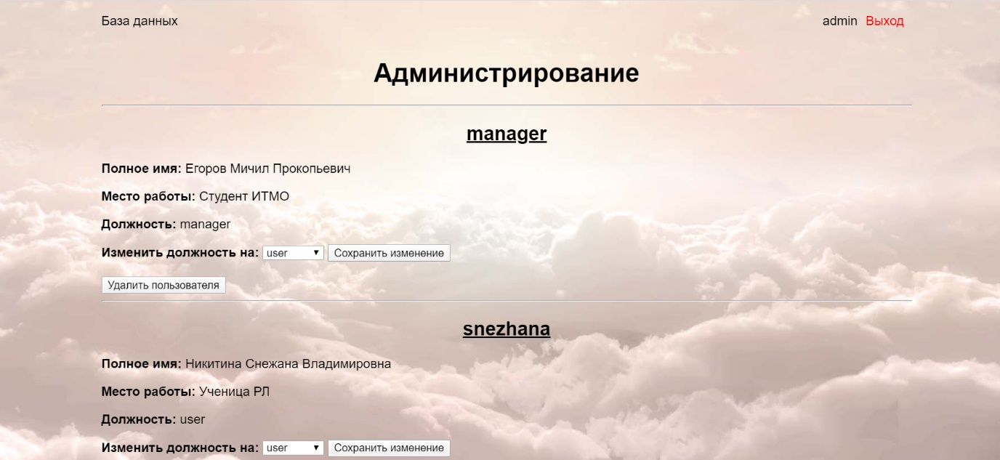 База данных admin Выход
Администрирование
manager
Полное имя: Егоров Мичил Прокопьевич
Место работы: Студент ИТМО
Должность: manager
Изменить должность на: user Сохранить изменение
Удалить пользователя
snezhana
Полное имя: Никитина Снежана Владимировна
Место работы: Ученица РЛ
Должность: user
Изменить должность на: user Сохранить изменение